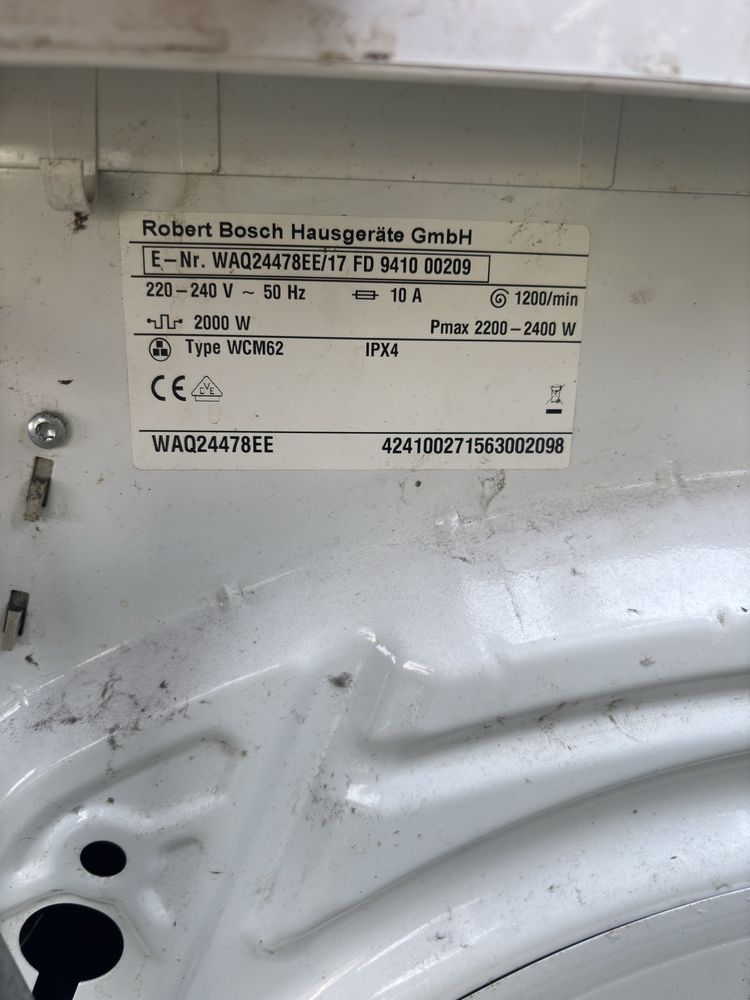 Robert Bosch Hausgeräte GmbH
E-Nr. WAQ24478EE/17 FD 9410 00209
220-240 V ~ 50 Hz 10 A 1200/min
2000 W Pmax 2200-2400 W
Type WCM62 IPX4
CE DVE
WAQ24478EE 424100271563002098